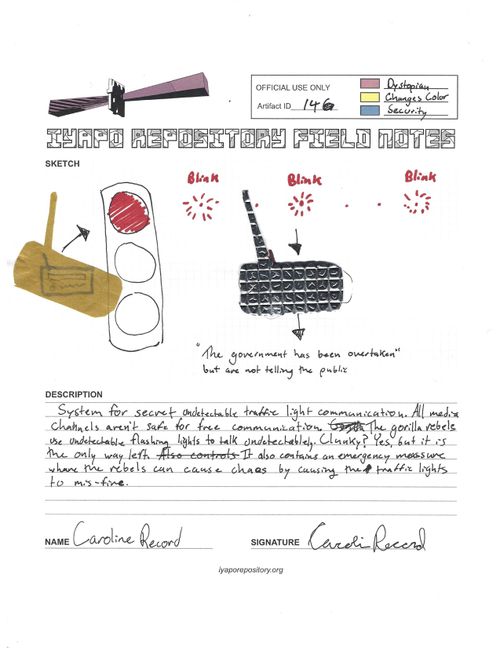 OFFICIAL USE ONLY
Artifact ID 146
Dystopian
Changes Color
Security
IYAPO REPOSITORY FIELD NOTES
SKETCH
Blink
Blink
Blink
"The government has been overtaken"
but are not telling the public
DESCRIPTION
System for secret undetectable traffic light communication. All media
channels aren't safe for free communication. The gorilla rebels
use undetectable flashing lights to talk undetectablely. Clunky? Yes, but it is
the only way left Also controls It also contains an emergency measure
where the rebels can cause chaos by causing the traffic lights
to mis-fire.
NAME Caroline Record
SIGNATURE Caroli Record
iyaporepository.org